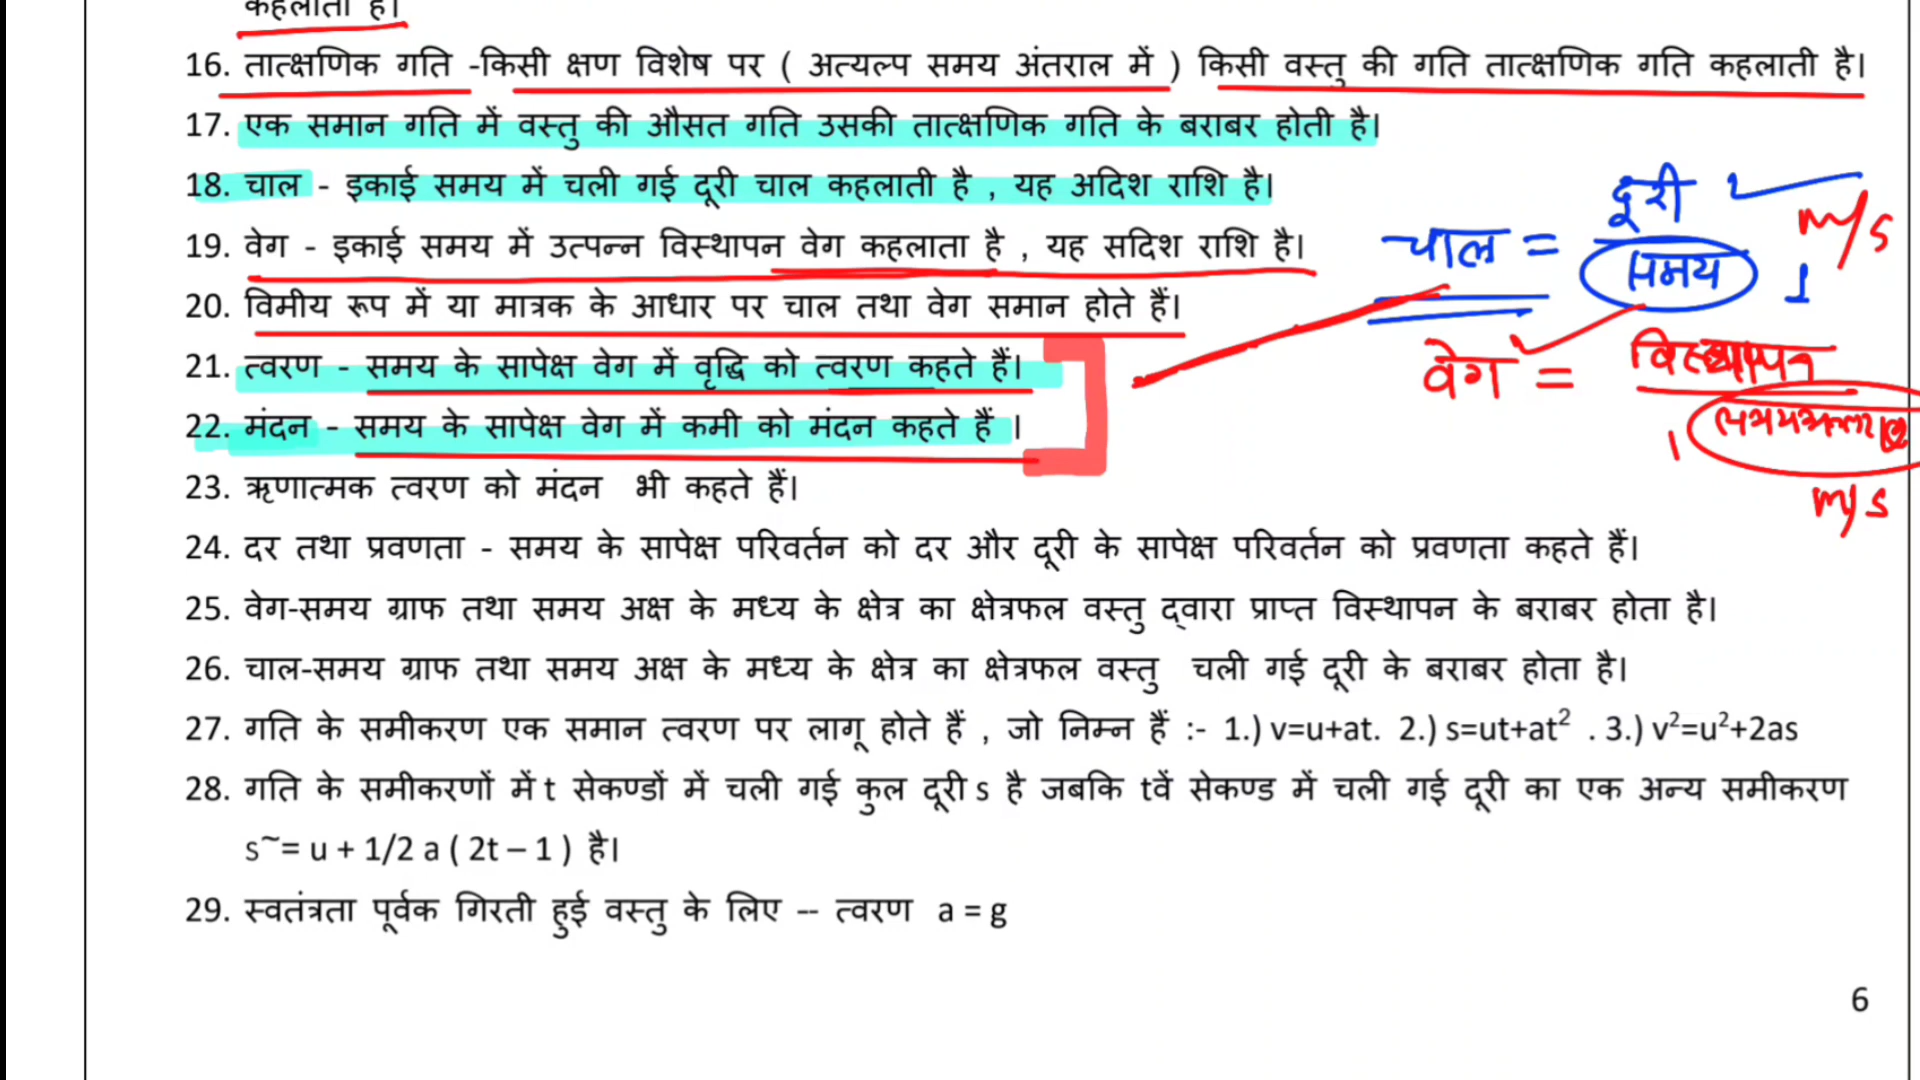 कहलाती है।
16. तात्क्षणिक गति -किसी क्षण विशेष पर ( अत्यल्प समय अंतराल में ) किसी वस्तु की गति तात्क्षणिक गति कहलाती है।
17. एक समान गति में वस्तु की औसत गति उसकी तात्क्षणिक गति के बराबर होती है।
18. चाल - इकाई समय में चली गई दूरी चाल कहलाती है , यह अदिश राशि है।
19. वेग - इकाई समय में उत्पन्न विस्थापन वेग कहलाता है , यह सदिश राशि है।
20. विमीय रूप में या मात्रक के आधार पर चाल तथा वेग समान होते हैं।
21. त्वरण - समय के सापेक्ष वेग में वृद्धि को त्वरण कहते हैं।
22. मंदन - समय के सापेक्ष वेग में कमी को मंदन कहते हैं ।
23. ऋणात्मक त्वरण को मंदन भी कहते हैं।
24. दर तथा प्रवणता - समय के सापेक्ष परिवर्तन को दर और दूरी के सापेक्ष परिवर्तन को प्रवणता कहते हैं।
25. वेग-समय ग्राफ तथा समय अक्ष के मध्य के क्षेत्र का क्षेत्रफल वस्तु द्वारा प्राप्त विस्थापन के बराबर होता है।
26. चाल-समय ग्राफ तथा समय अक्ष के मध्य के क्षेत्र का क्षेत्रफल वस्तु चली गई दूरी के बराबर होता है।
27. गति के समीकरण एक समान त्वरण पर लागू होते हैं , जो निम्न हैं :- 1.) v=u+at. 2.) s=ut+at² . 3.) v²=u²+2as
28. गति के समीकरणों में t सेकण्डों में चली गई कुल दूरी s है जबकि tवें सेकण्ड में चली गई दूरी का एक अन्य समीकरण
s~= u + 1/2 a ( 2t – 1 ) है।
29. स्वतंत्रता पूर्वक गिरती हुई वस्तु के लिए -- त्वरण a = g
दूरी
चाल = m/s
समय 1
वेग = विस्थापन
m/s
6